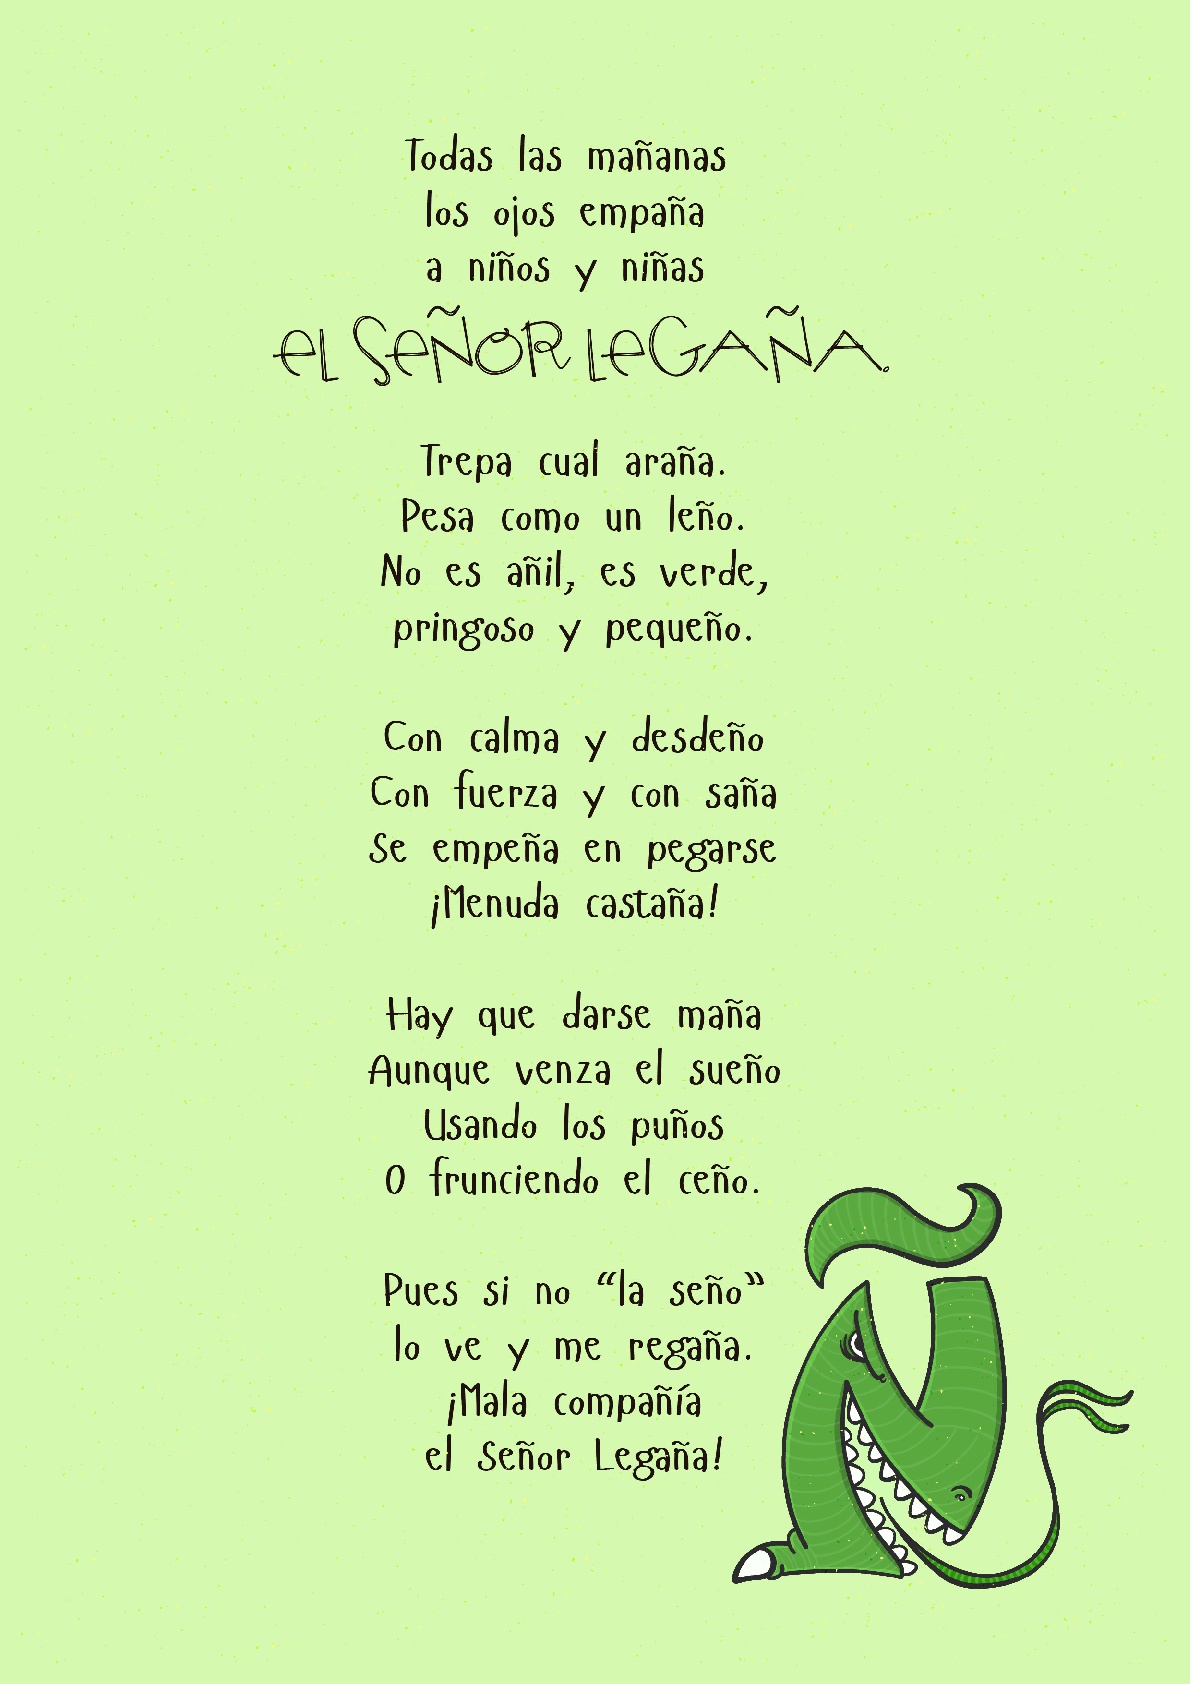 Todas las mañanas
los ojos empaña
a niños y niñas
eL SeÑOR LeGAÑA.
Trepa cual araña.
Pesa como un leño.
No es añil, es verde,
pringoso y pequeño.
Con calma y desdeño
Con fuerza y con saña
Se empeña en pegarse
¡Menuda castaña!
Hay que darse maña
Aunque venza el sueño
Usando los puños
O frunciendo el ceño.
Pues si no “la seño”
lo ve y me regaña.
¡Mala compañía
el Señor Legaña!
Ñ